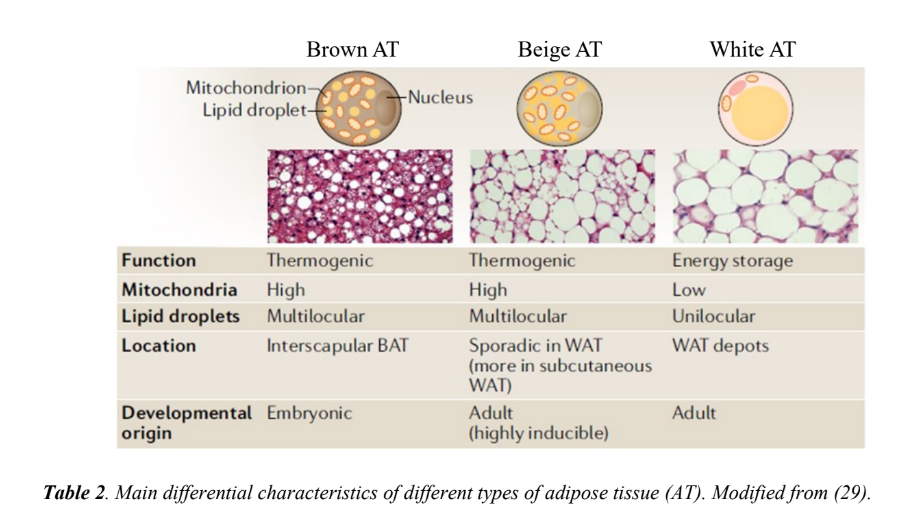 Brown AT Beige AT White AT
Mitochondrion
Nucleus
Lipid droplet
Function Thermogenic Thermogenic Energy storage
Mitochondria High High Low
Lipid droplets Multilocular Multilocular Unilocular
Location Interscapular BAT Sporadic in WAT WAT depots
(more in subcutaneous
WAT)
Developmental Embryonic Adult Adult
origin (highly inducible)
Table 2. Main differential characteristics of different types of adipose tissue (AT). Modified from (29).